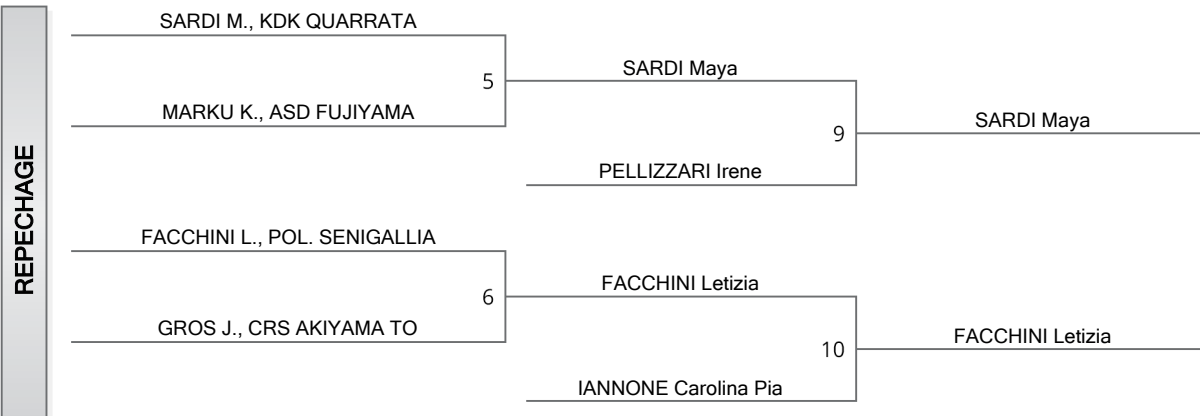 REPECHAGE
SARDI M., KDK QUARRATA
5
MARKU K., ASD FUJIYAMA
SARDI Maya
9
PELLIZZARI Irene
SARDI Maya
FACCHINI L., POL. SENIGALLIA
6
GROS J., CRS AKIYAMA TO
FACCHINI Letizia
10
IANNONE Carolina Pia
FACCHINI Letizia